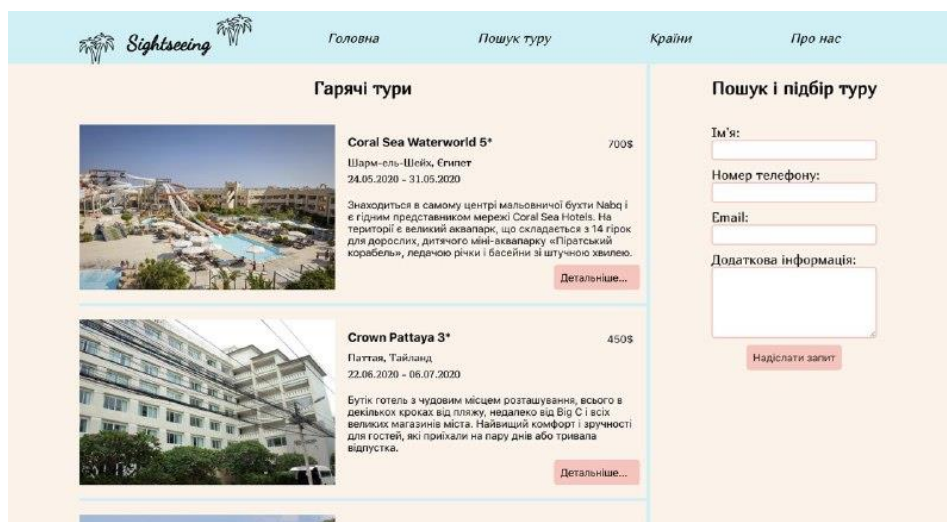 Sightseeing
Головна
Пошук туру
Країни
Про нас
Гарячі тури
Coral Sea Waterworld 5*
700$
Шарм-ель-Шейх, Єгипет
24.05.2020 - 31.05.2020
Знаходиться в самому центрі мальовничої бухти Nabq і
є гідним представником мережі Coral Sea Hotels. На
території є великий аквапарк, що складається з 14 гірок
для дорослих, дитячого міні-аквапарку «Піратський
корабель», ледачою річки і басейни зі штучною хвилею.
Детальніше...
Crown Pattaya 3*
450$
Паттая, Тайланд
22.06.2020 - 06.07.2020
Бутік готель з чудовим місцем розташування, всього в
декількох кроках від пляжу, недалеко від Big C і всіх
великих магазинів міста. Найвищий комфорт і зручності
для гостей, які приїхали на пару днів або тривала
відпустка.
Детальніше...
Пошук і підбір туру
Ім'я:
Номер телефону:
Email:
Додаткова інформація:
Надіслати запит